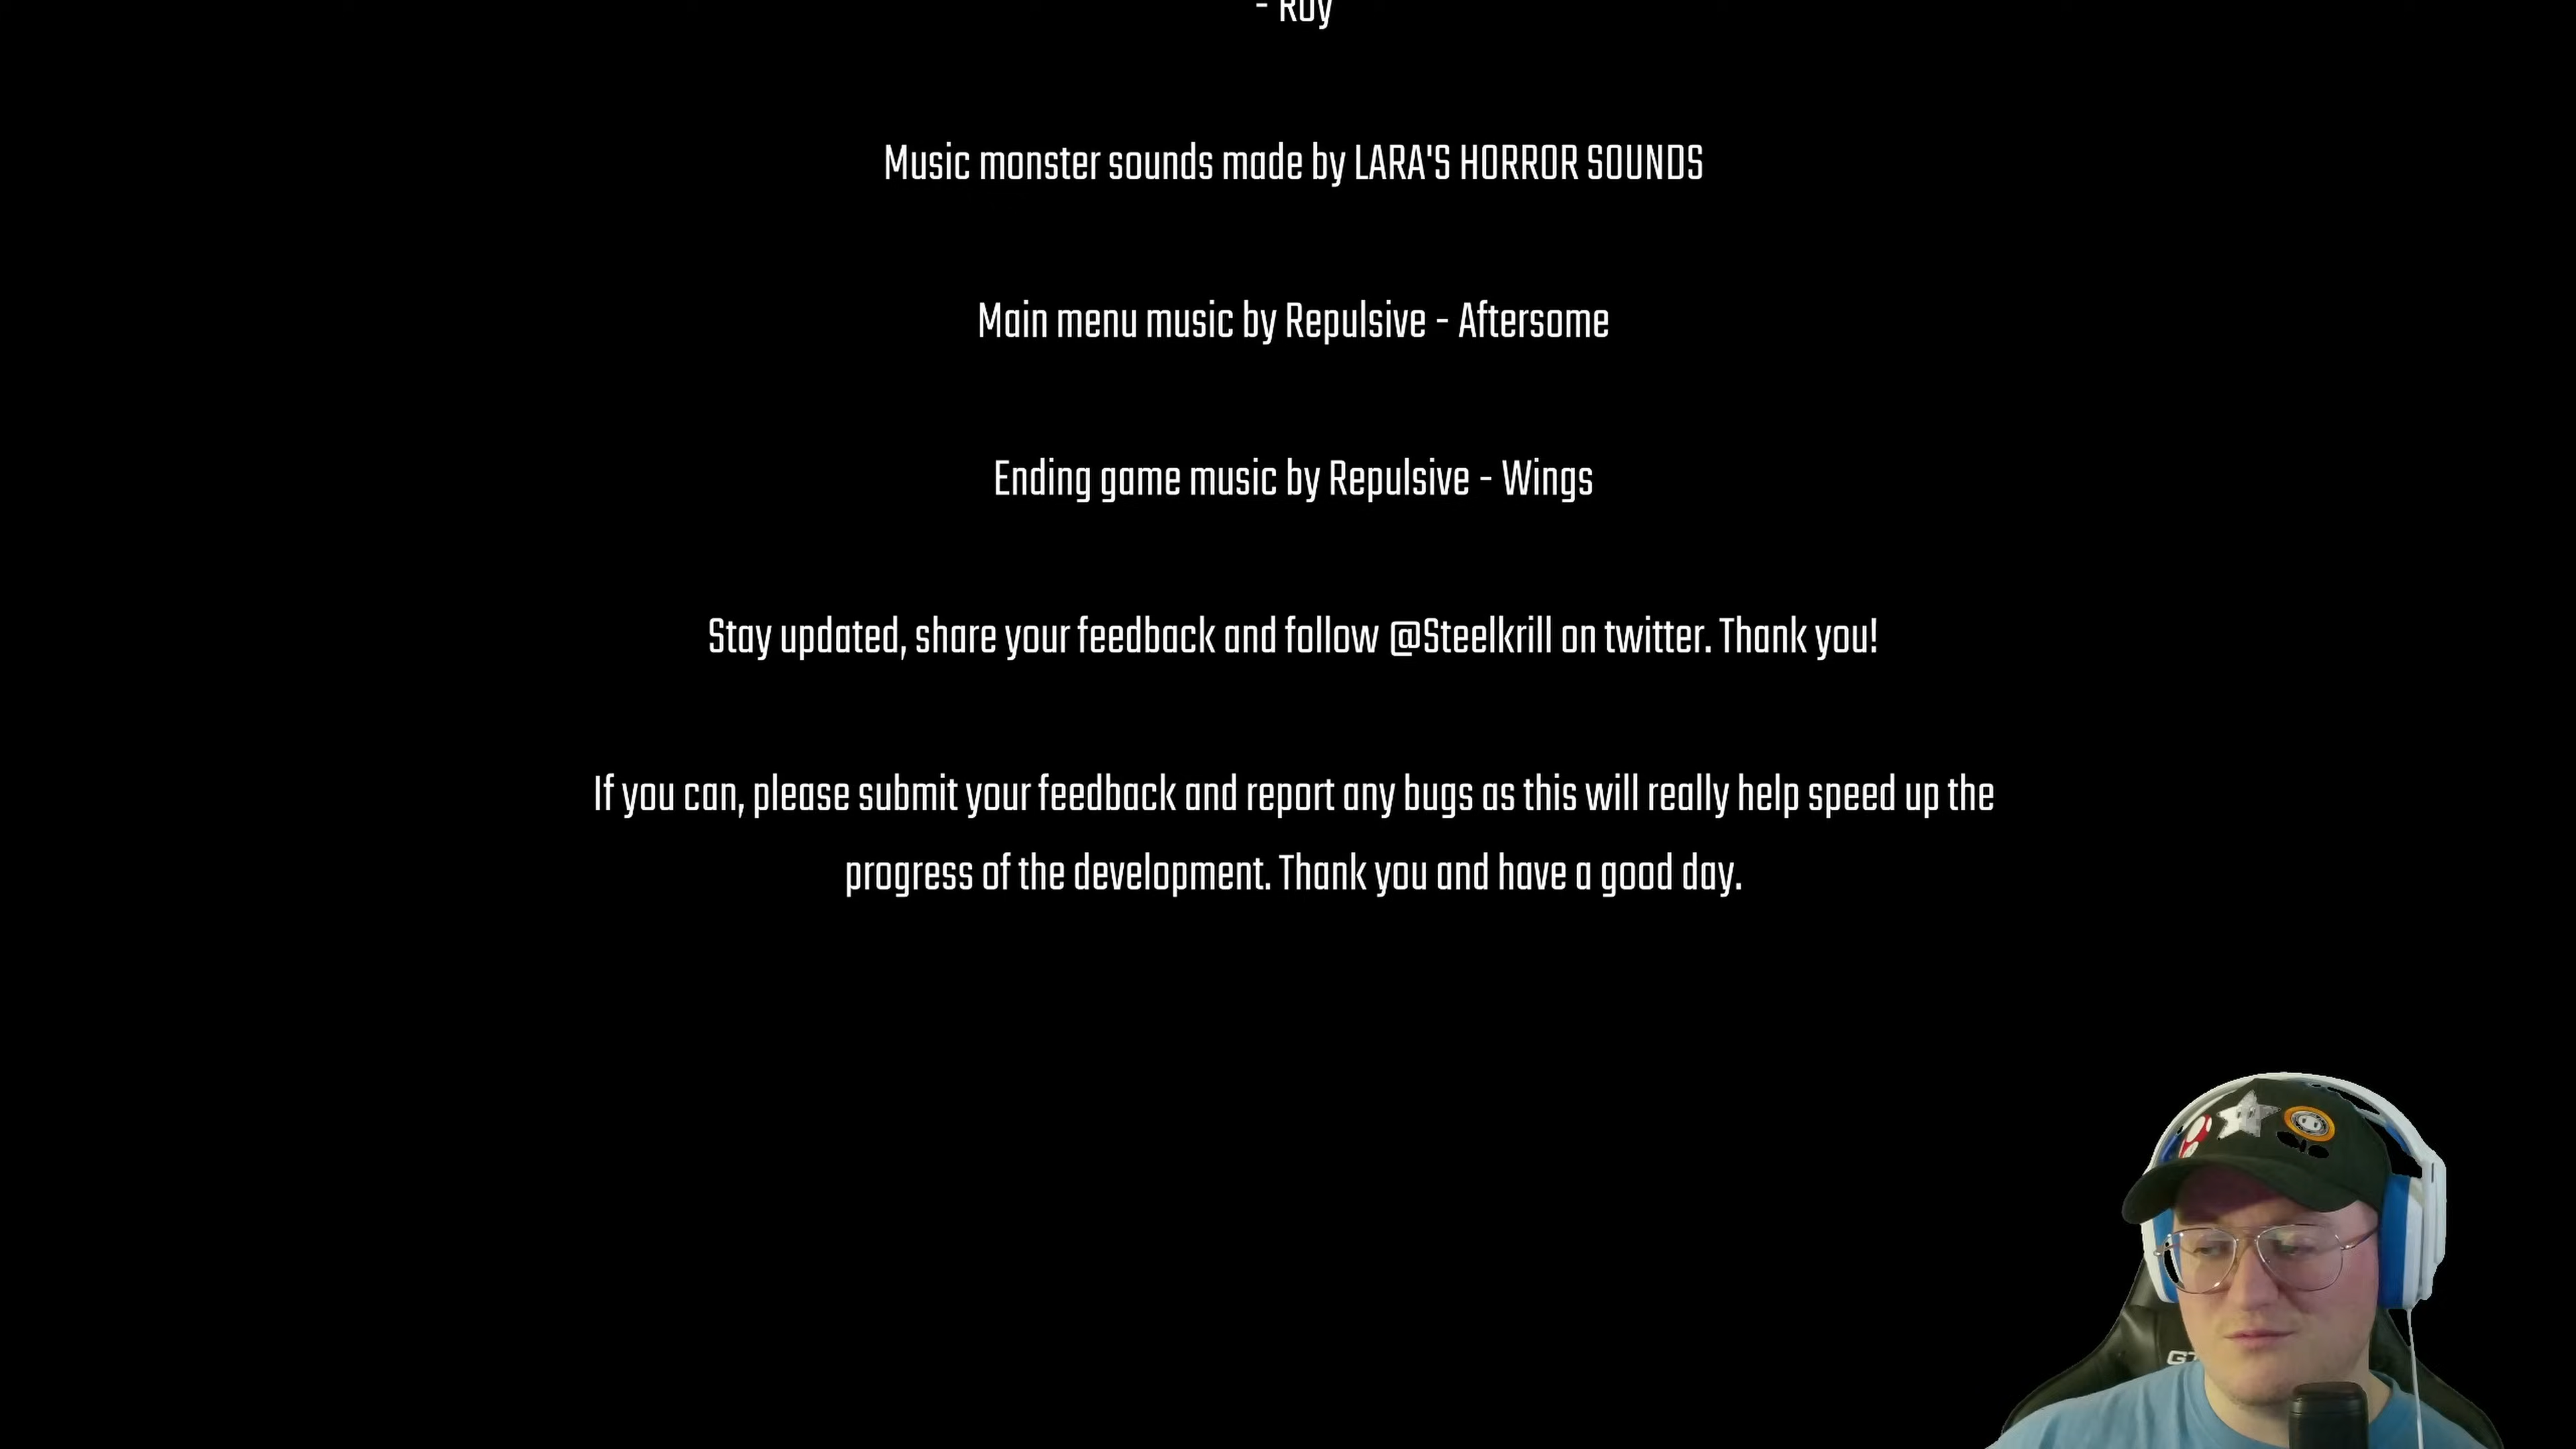 - Roy
Music monster sounds made by LARA'S HORROR SOUNDS
Main menu music by Repulsive - Aftersome
Ending game music by Repulsive - Wings
Stay updated, share your feedback and follow @Steelkrill on twitter. Thank you!
If you can, please submit your feedback and report any bugs as this will really help speed up the
progress of the development. Thank you and have a good day.